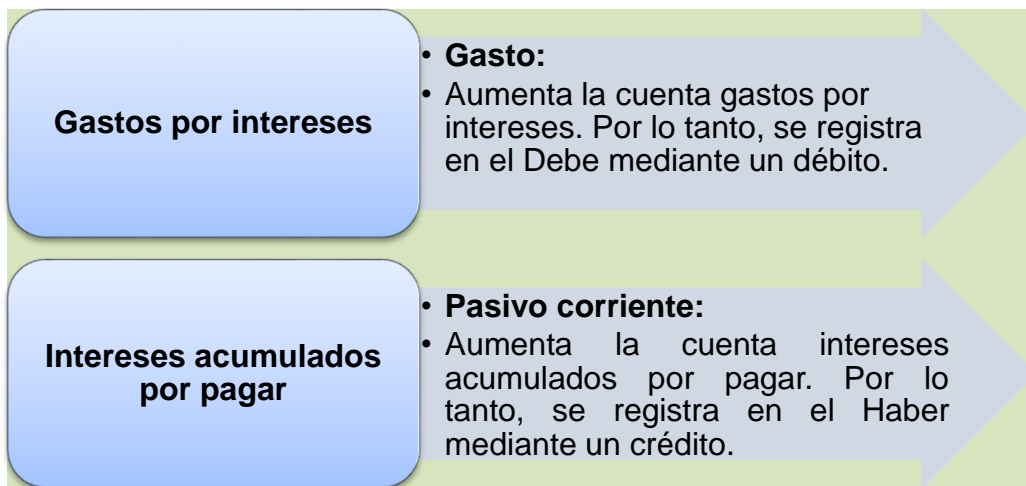 Gastos por intereses
• Gasto:
• Aumenta la cuenta gastos por
intereses. Por lo tanto, se registra
en el Debe mediante un débito.
Intereses acumulados
por pagar
• Pasivo corriente:
• Aumenta la cuenta intereses
acumulados por pagar. Por lo
tanto, se registra en el Haber
mediante un crédito.